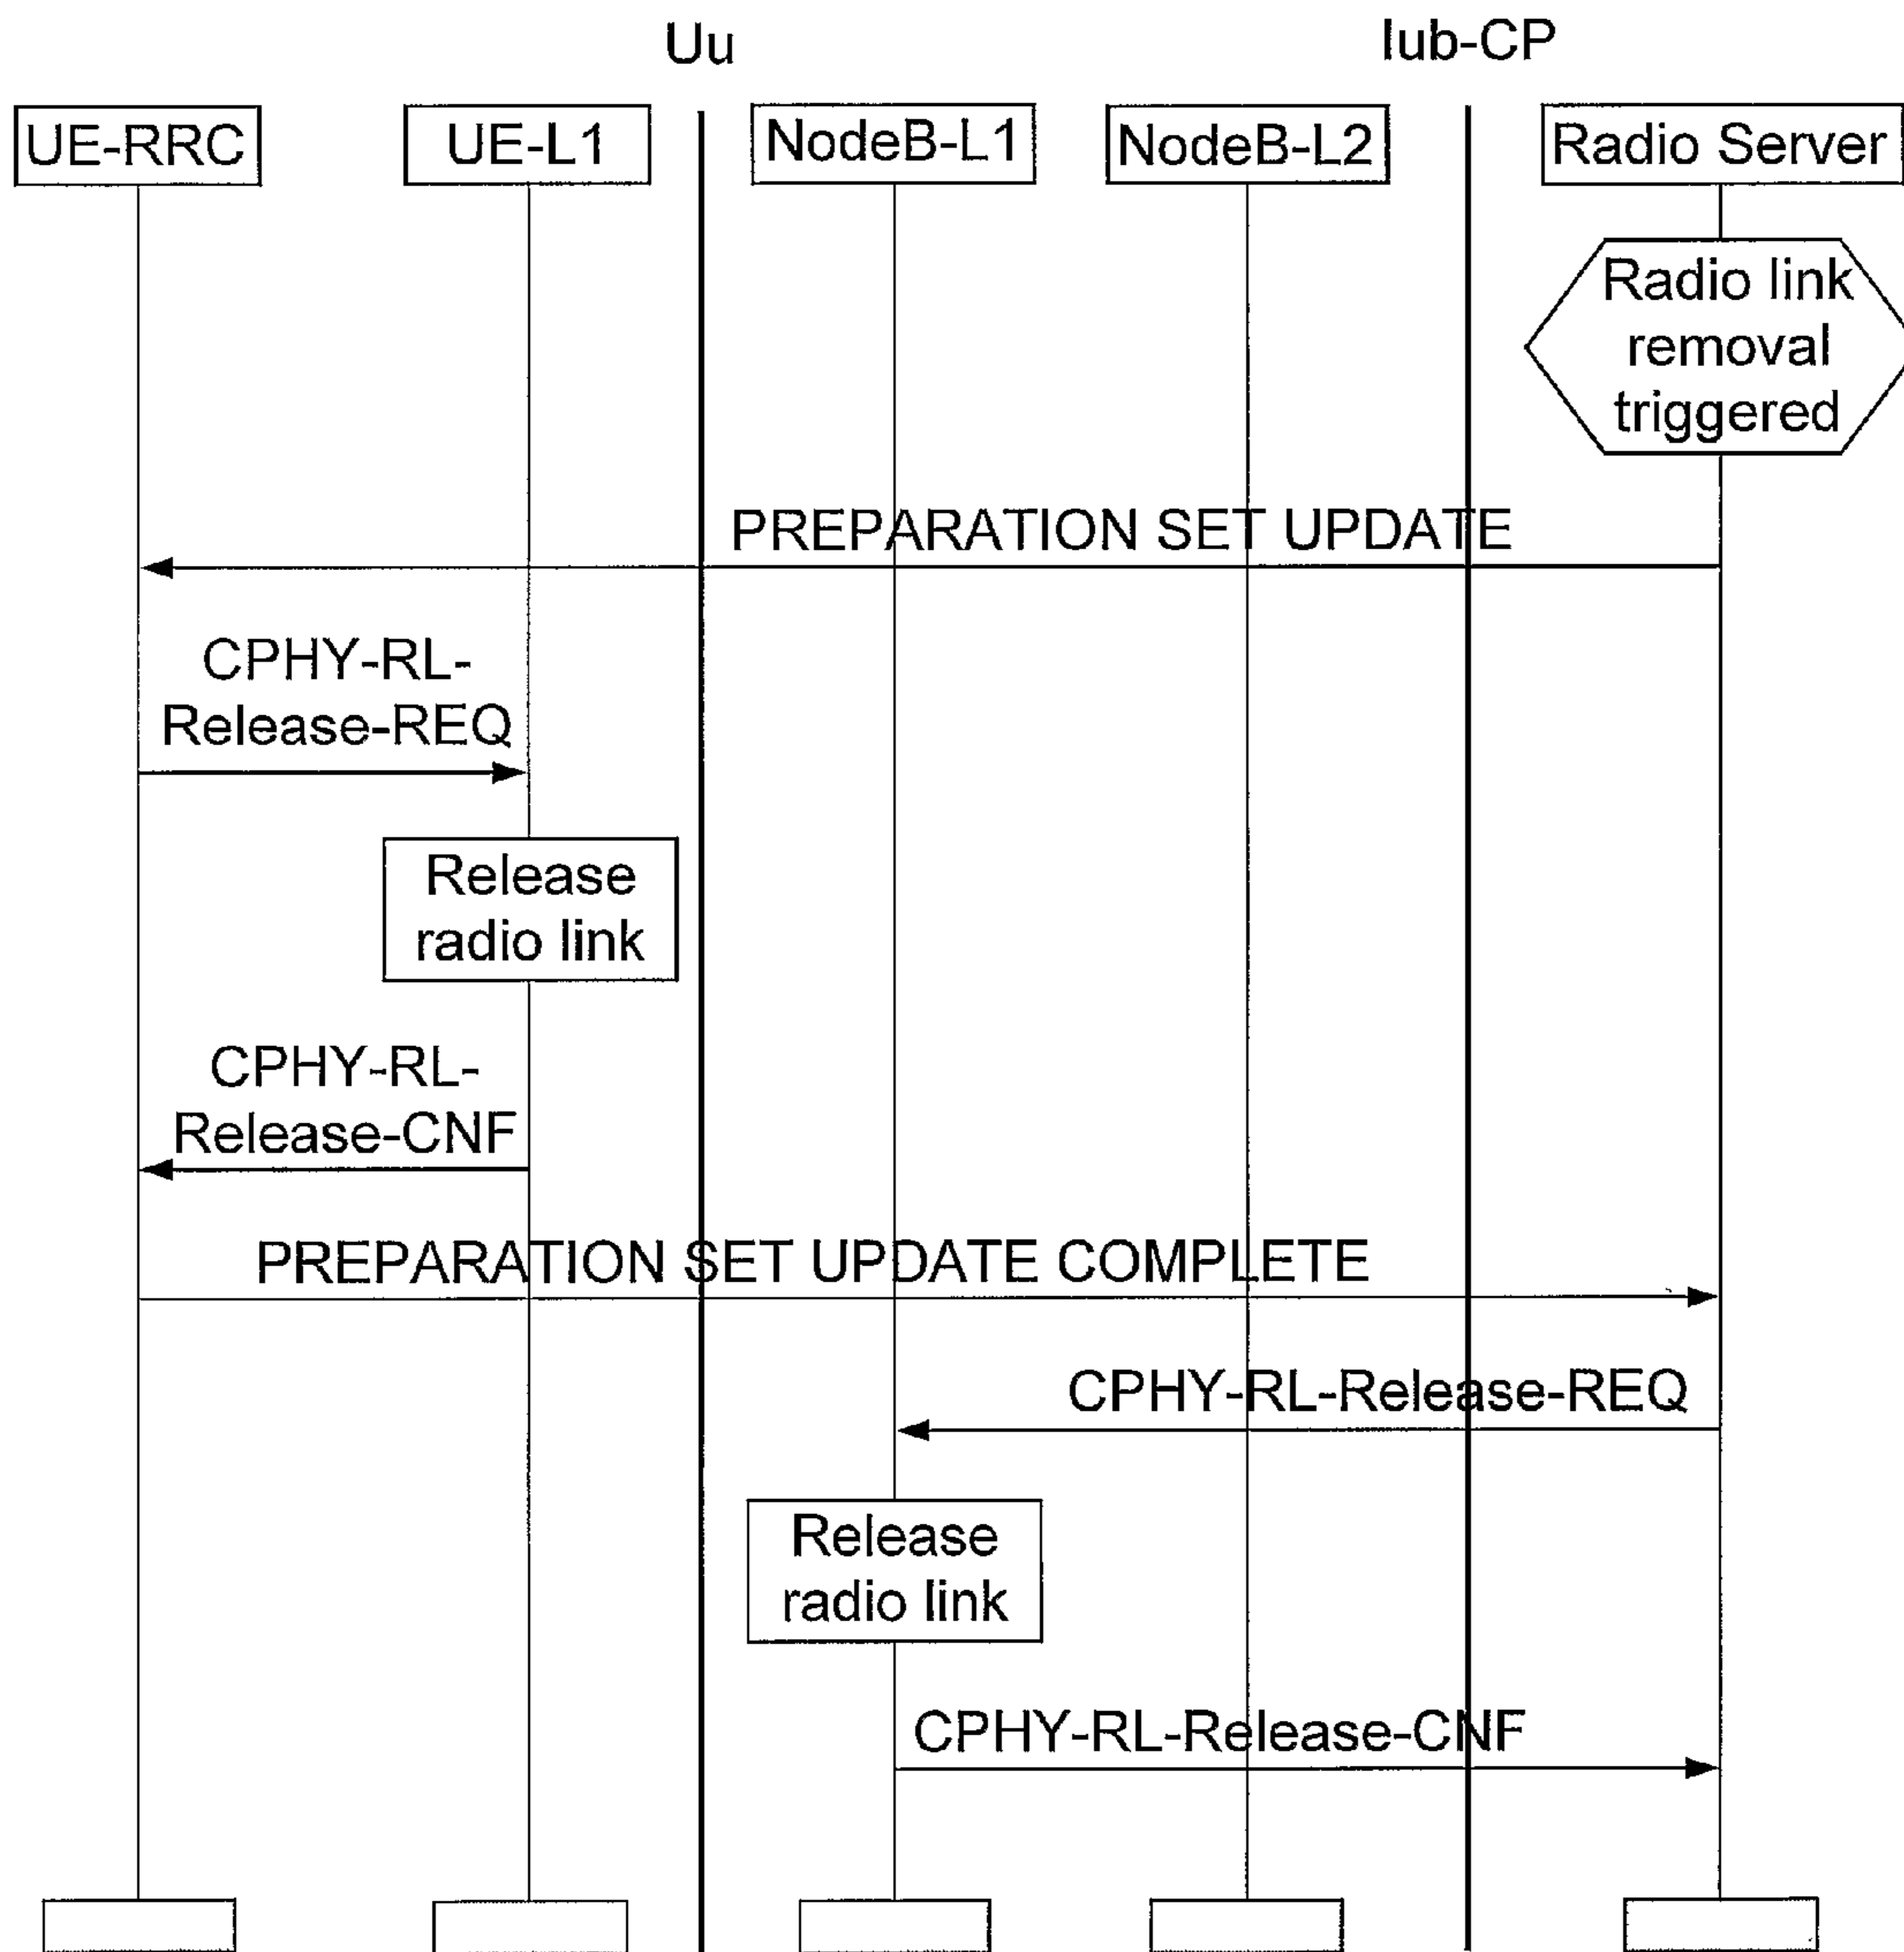 Uu
Iub-CP
UE-RRC
UE-L1
NodeB-L1
NodeB-L2
Radio Server
Radio link
removal
triggered
PREPARATION SET UPDATE
CPHY-RL-
Release-REQ
Release
radio link
CPHY-RL-
Release-CNF
PREPARATION SET UPDATE COMPLETE
CPHY-RL-Release-REQ
Release
radio link
CPHY-RL-Release-CNF